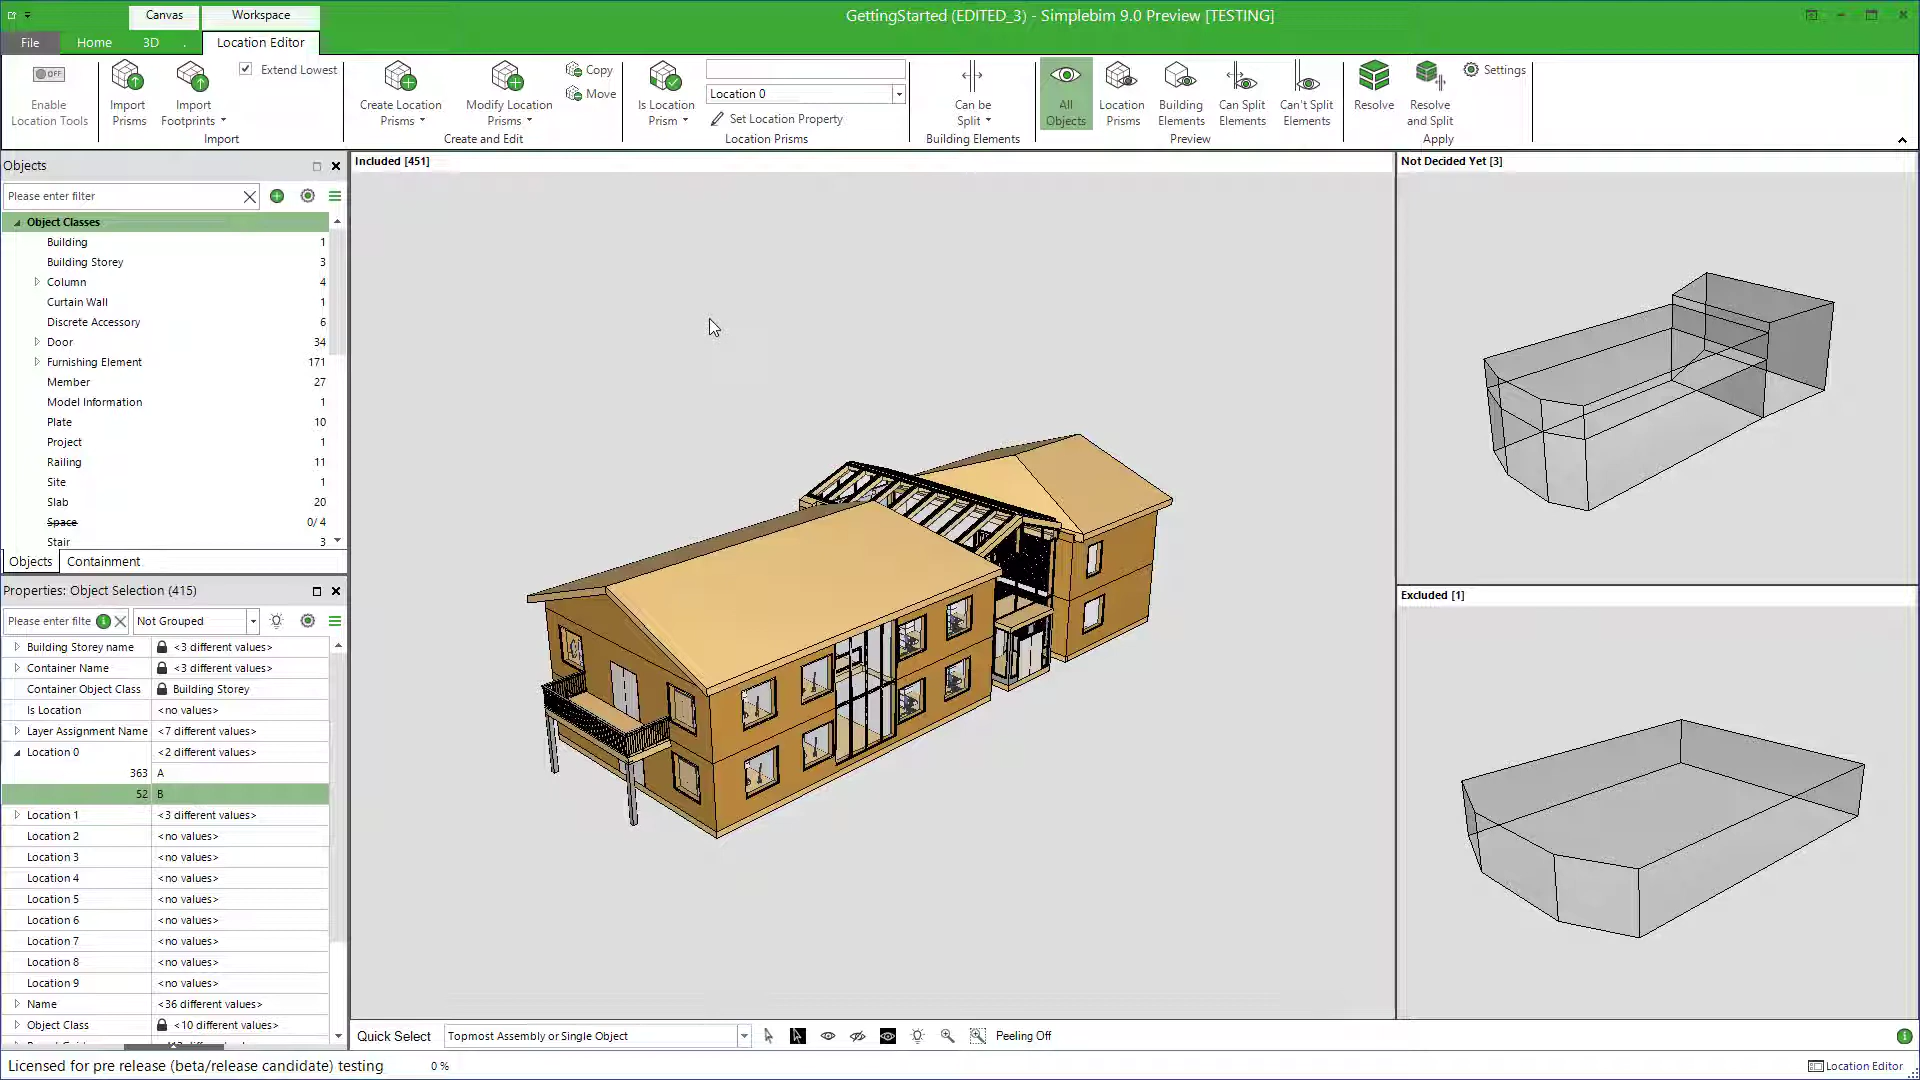 Canvas Workspace GettingStarted (EDITED_3) - Simplebim 9.0 Preview [TESTING]
File Home 3D . Location Editor
OFF Enable Location Tools
Import Prisms
Import Footprints
Extend Lowest
Import
Create Location Prisms
Modify Location Prisms
Copy
Move
Create and Edit
Is Location Prism
Location 0
Set Location Property
Location Prisms
Can be Split
Building Elements
All Objects
Location Prisms
Building Elements
Can Split Elements
Can't Split Elements
Preview
Resolve
Resolve and Split
Settings
Apply
Objects
Please enter filter
Object Classes
Building 1
Building Storey 3
Column 4
Curtain Wall 1
Discrete Accessory 6
Door 34
Furnishing Element 171
Member 27
Model Information 1
Plate 10
Project 1
Railing 11
Site 1
Slab 20
Space 0/ 4
Stair 3
Objects Containment
Properties: Object Selection (415)
Please enter filte Not Grouped
Building Storey name <3 different values>
Container Name <3 different values>
Container Object Class Building Storey
Is Location <no values>
Layer Assignment Name <7 different values>
Location 0 <2 different values>
363 A
52 B
Location 1 <3 different values>
Location 2 <no values>
Location 3 <no values>
Location 4 <no values>
Location 5 <no values>
Location 6 <no values>
Location 7 <no values>
Location 8 <no values>
Location 9 <no values>
Name <36 different values>
Object Class <10 different values>
Included [451]
Not Decided Yet [3]
Excluded [1]
Quick Select Topmost Assembly or Single Object Peeling Off
Licensed for pre release (beta/release candidate) testing 0 % Location Editor